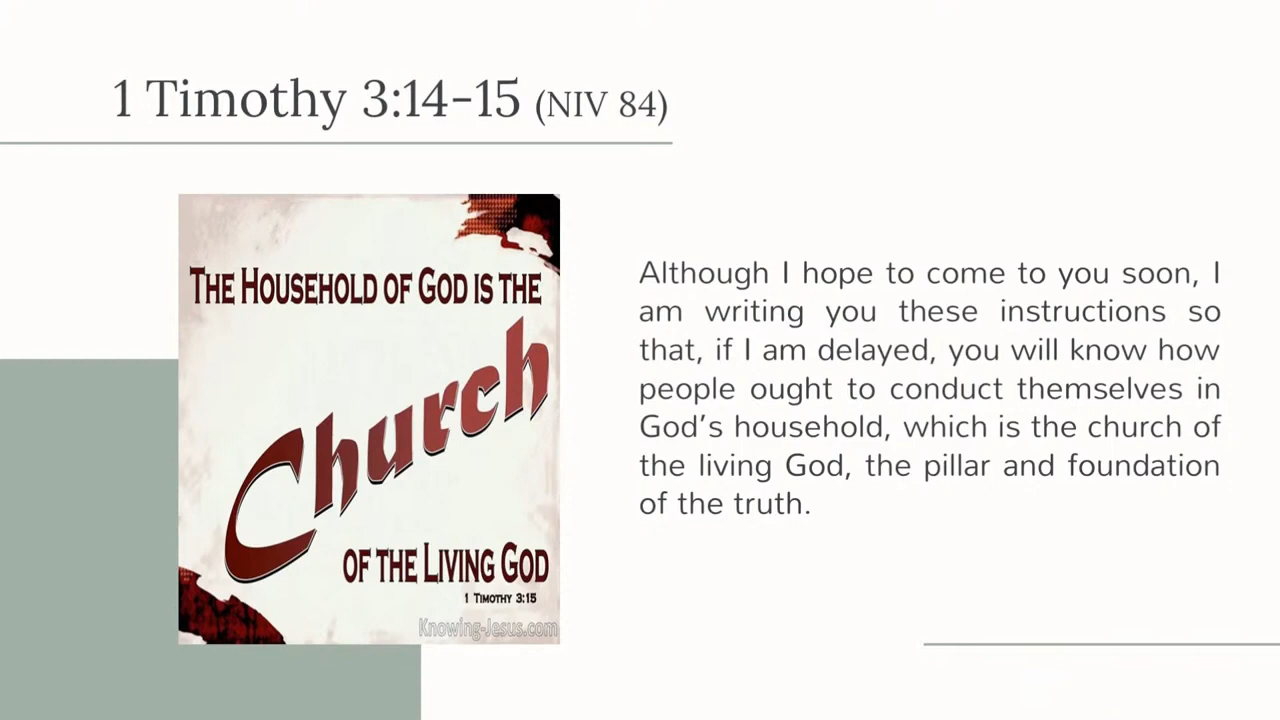 1 Timothy 3:14-15 (NIV 84)
THE HOUSEHOLD OF GOD IS THE
Church
OF THE LIVING GOD
1 TIMOTHY 3:15
Knowing-Jesus.com
Although I hope to come to you soon, I
am writing you these instructions so
that, if I am delayed, you will know how
people ought to conduct themselves in
God's household, which is the church of
the living God, the pillar and foundation
of the truth.